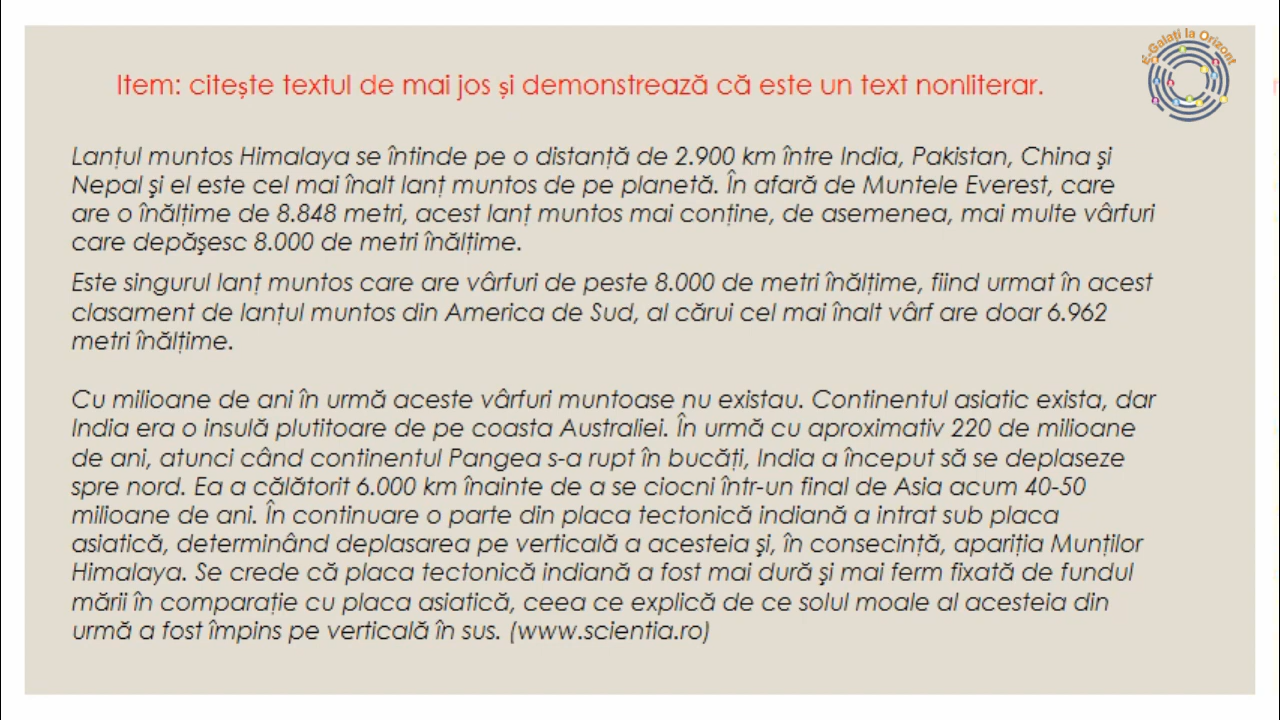 E-Galați la Orizont
Item: citește textul de mai jos și demonstrează că este un text nonliterar.
Lanțul muntos Himalaya se întinde pe o distanță de 2.900 km între India, Pakistan, China şi
Nepal şi el este cel mai înalt lanț muntos de pe planetă. În afară de Muntele Everest, care
are o înălțime de 8.848 metri, acest lanț muntos mai conține, de asemenea, mai multe vârfuri
care depăşesc 8.000 de metri înălțime.
Este singurul lanț muntos care are vârfuri de peste 8.000 de metri înălțime, fiind urmat în acest
clasament de lanțul muntos din America de Sud, al cărui cel mai înalt vârf are doar 6.962
metri înălțime.
Cu milioane de ani în urmă aceste vârfuri muntoase nu existau. Continentul asiatic exista, dar
India era o insulă plutitoare de pe coasta Australiei. În urmă cu aproximativ 220 de milioane
de ani, atunci când continentul Pangea s-a rupt în bucăți, India a început să se deplaseze
spre nord. Ea a călătorit 6.000 km înainte de a se ciocni într-un final de Asia acum 40-50
milioane de ani. În continuare o parte din placa tectonică indiană a intrat sub placa
asiatică, determinând deplasarea pe verticală a acesteia şi, în consecință, apariția Munților
Himalaya. Se crede că placa tectonică indiană a fost mai dură şi mai ferm fixată de fundul
mării în comparație cu placa asiatică, ceea ce explică de ce solul moale al acesteia din
urmă a fost împins pe verticală în sus. (www.scientia.ro)